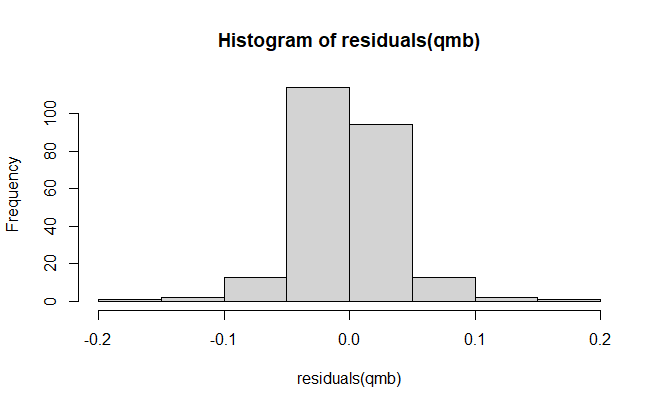 Histogram of residuals(qmb)
Frequency
0 20 40 60 80 100
-0.2 -0.1 0.0 0.1 0.2
residuals(qmb)